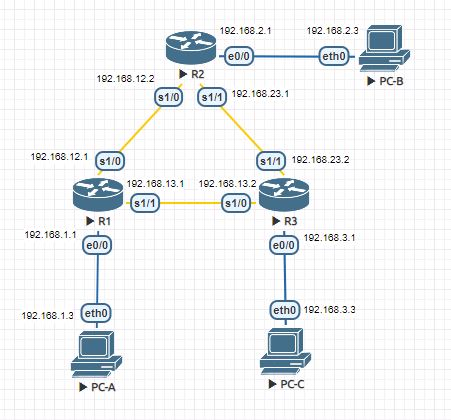 192.168.2.1
192.168.2.3
e0/0
eth0
R2
PC-B
192.168.12.2
s1/0
s1/1
192.168.23.1
192.168.12.1
s1/0
s1/1
192.168.23.2
192.168.13.1
192.168.13.2
s1/1
s1/0
R1
R3
192.168.1.1
e0/0
e0/0
192.168.3.1
192.168.1.3
eth0
eth0
192.168.3.3
PC-A
PC-C